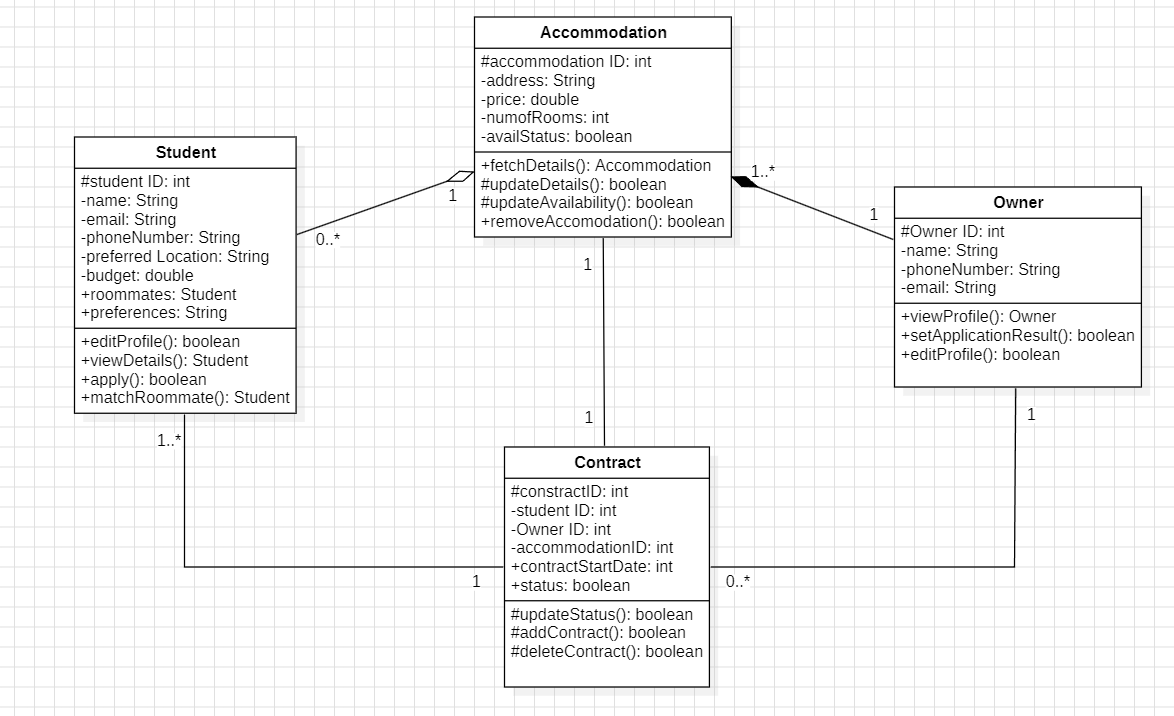 Accommodation
#accommodation ID: int
-address: String
-price: double
-numofRooms: int
-availStatus: boolean
+fetchDetails(): Accommodation
#updateDetails(): boolean
#updateAvailability(): boolean
+removeAccomodation(): boolean
Student
#student ID: int
-name: String
-email: String
-phoneNumber: String
-preferred Location: String
-budget: double
+roommates: Student
+preferences: String
+editProfile(): boolean
+viewDetails(): Student
+apply(): boolean
+matchRoommate(): Student
1
0..*
1..*
1
Owner
#Owner ID: int
-name: String
-phoneNumber: String
-email: String
+viewProfile(): Owner
+setApplicationResult(): boolean
+editProfile(): boolean
1
1
1..*
1
1
0..*
Contract
#constractID: int
-student ID: int
-Owner ID: int
-accommodationID: int
+contractStartDate: int
+status: boolean
#updateStatus(): boolean
#addContract(): boolean
#deleteContract(): boolean